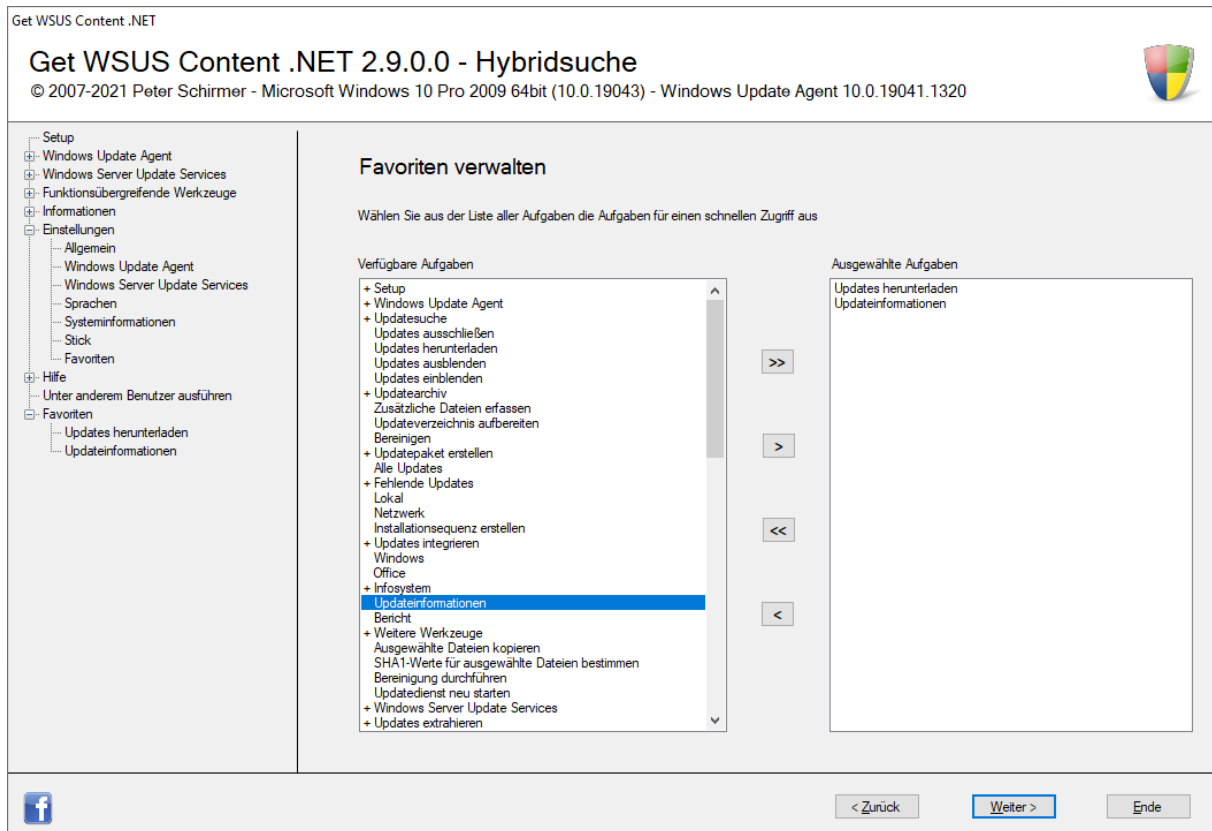 Get WSUS Content .NET
Get WSUS Content .NET 2.9.0.0 - Hybridsuche
© 2007-2021 Peter Schirmer - Microsoft Windows 10 Pro 2009 64bit (10.0.19043) - Windows Update Agent 10.0.19041.1320
Setup
Windows Update Agent
Windows Server Update Services
Funktionsübergreifende Werkzeuge
Informationen
Einstellungen
Allgemein
Windows Update Agent
Windows Server Update Services
Sprachen
Systeminformationen
Stick
Favoriten
Hilfe
Unter anderem Benutzer ausführen
Favoriten
Updates herunterladen
Updateinformationen
Favoriten verwalten
Wählen Sie aus der Liste aller Aufgaben die Aufgaben für einen schnellen Zugriff aus
Verfügbare Aufgaben
+ Setup
+ Windows Update Agent
+ Updatesuche
Updates ausschließen
Updates herunterladen
Updates ausblenden
Updates einblenden
+ Updatearchiv
Zusätzliche Dateien erfassen
Updateverzeichnis aufbereiten
Bereinigen
+ Updatepaket erstellen
Alle Updates
+ Fehlende Updates
Lokal
Netzwerk
Installationsequenz erstellen
+ Updates integrieren
Windows
Office
+ Infosystem
Updateinformationen
Bericht
+ Weitere Werkzeuge
Ausgewählte Dateien kopieren
SHA1-Werte für ausgewählte Dateien bestimmen
Bereinigung durchführen
Updatedienst neu starten
+ Windows Server Update Services
+ Updates extrahieren
>>
>
<<
<
Ausgewählte Aufgaben
Updates herunterladen
Updateinformationen
f
< Zurück
Weiter >
Ende